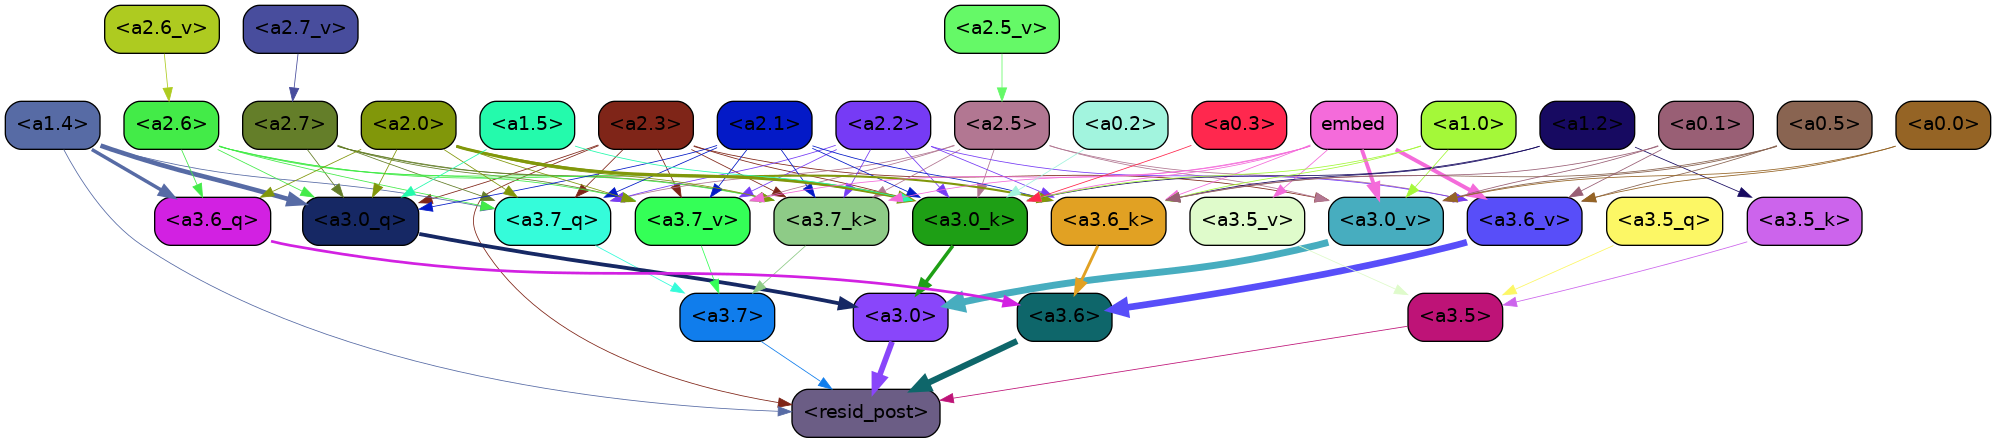 <a2.6_v> <a2.7_v> <a2.5_v>
<a1.4> <a2.6> <a2.7> <a2.0> <a1.5> <a2.3> <a2.1> <a2.2> <a2.5> <a0.2> <a0.3> embed <a1.0> <a1.2> <a0.1> <a0.5> <a0.0>
<a3.6_q> <a3.0_q> <a3.7_q> <a3.7_v> <a3.7_k> <a3.0_k> <a3.6_k> <a3.5_v> <a3.0_v> <a3.6_v> <a3.5_q> <a3.5_k>
<a3.7> <a3.0> <a3.6> <a3.5>
<resid_post>